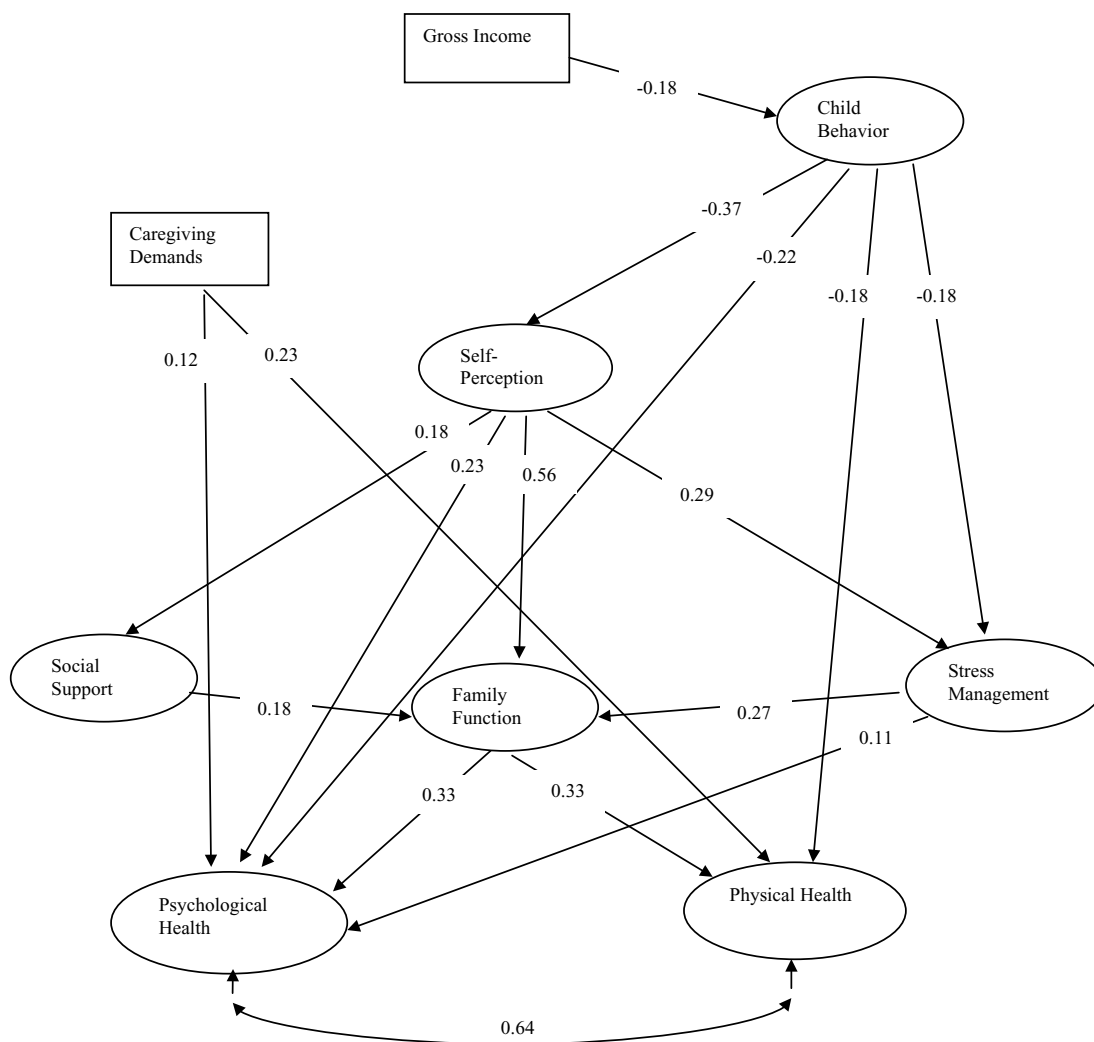 Gross Income
-0.18
Child
Behavior
-0.37
Caregiving
Demands
-0.22
-0.18
-0.18
0.12
0.23
Self-
Perception
0.18
0.23
0.56
0.29
Social
Support
Family
Function
Stress
Management
0.18
0.27
0.11
0.33
0.33
Psychological
Health
Physical Health
0.64